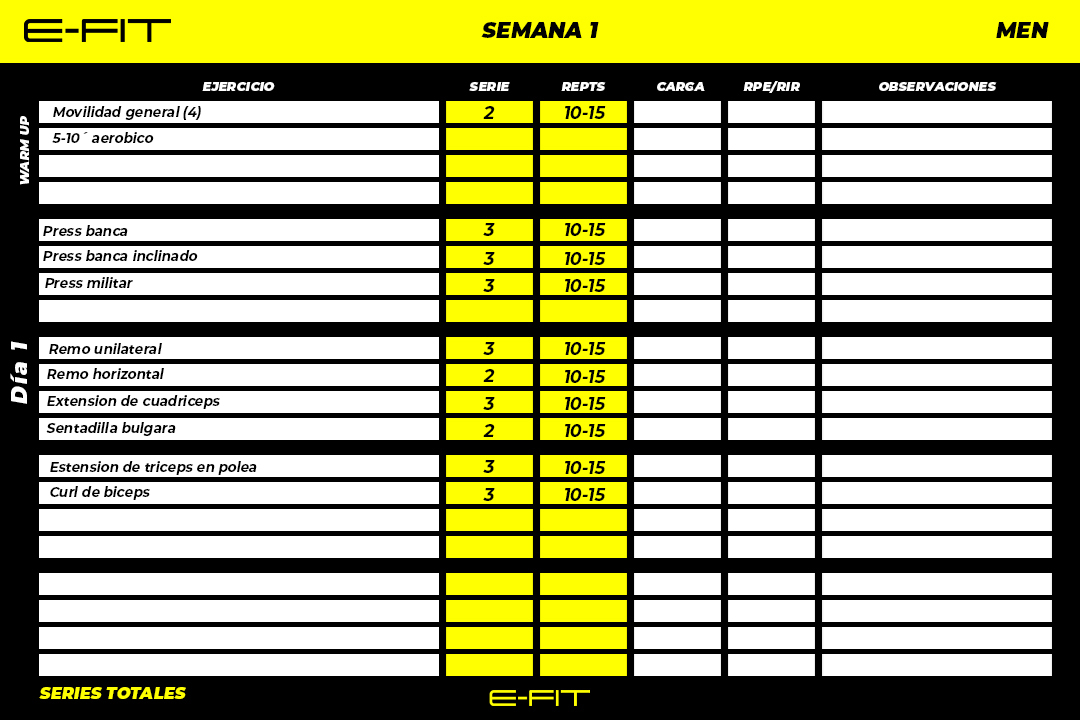 E-FIT SEMANA 1 MEN
EJERCICIO SERIE REPTS CARGA RPE/RIR OBSERVACIONES
WARM UP
Movilidad general (4) 2 10-15
5-10´ aerobico
Día 1
Press banca 3 10-15
Press banca inclinado 3 10-15
Press militar 3 10-15
Remo unilateral 3 10-15
Remo horizontal 2 10-15
Extension de cuadriceps 3 10-15
Sentadilla bulgara 2 10-15
Estension de triceps en polea 3 10-15
Curl de biceps 3 10-15
SERIES TOTALES E-FIT